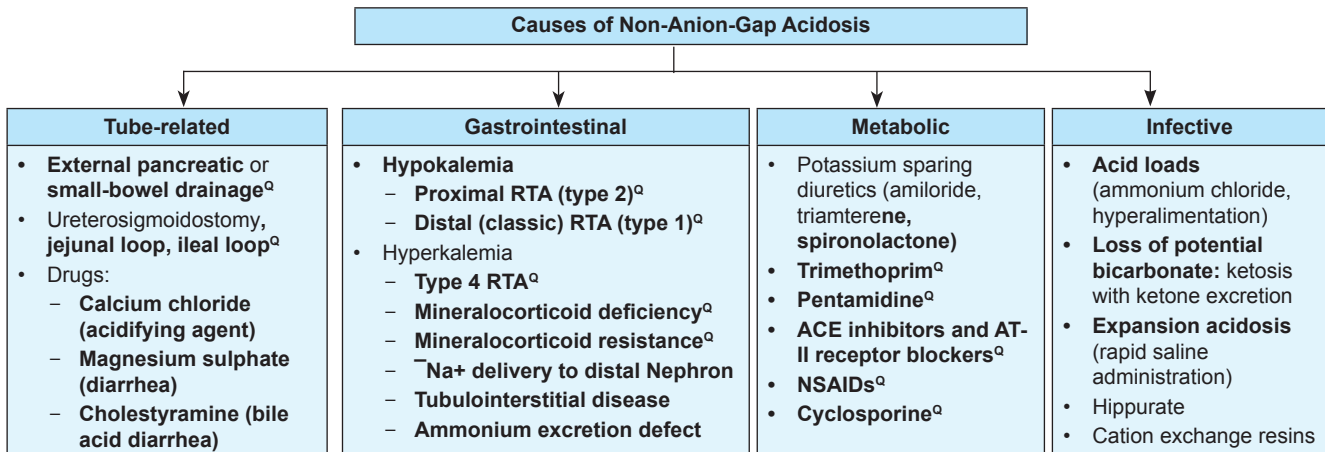 Causes of Non-Anion-Gap Acidosis
Tube-related
• External pancreatic or
small-bowel drainageQ
• Ureterosigmoidostomy,
jejunal loop, ileal loopQ
• Drugs:
– Calcium chloride
(acidifying agent)
– Magnesium sulphate
(diarrhea)
– Cholestyramine (bile
acid diarrhea)
Gastrointestinal
• Hypokalemia
– Proximal RTA (type 2)Q
– Distal (classic) RTA (type 1)Q
• Hyperkalemia
– Type 4 RTAQ
– Mineralocorticoid deficiencyQ
– Mineralocorticoid resistanceQ
– ¯Na+ delivery to distal Nephron
– Tubulointerstitial disease
– Ammonium excretion defect
Metabolic
• Potassium sparing
diuretics (amiloride,
triamterene,
spironolactone)
• TrimethoprimQ
• PentamidineQ
• ACE inhibitors and AT-
II receptor blockersQ
• NSAIDsQ
• CyclosporineQ
Infective
• Acid loads
(ammonium chloride,
hyperalimentation)
• Loss of potential
bicarbonate: ketosis
with ketone excretion
• Expansion acidosis
(rapid saline
administration)
• Hippurate
• Cation exchange resins